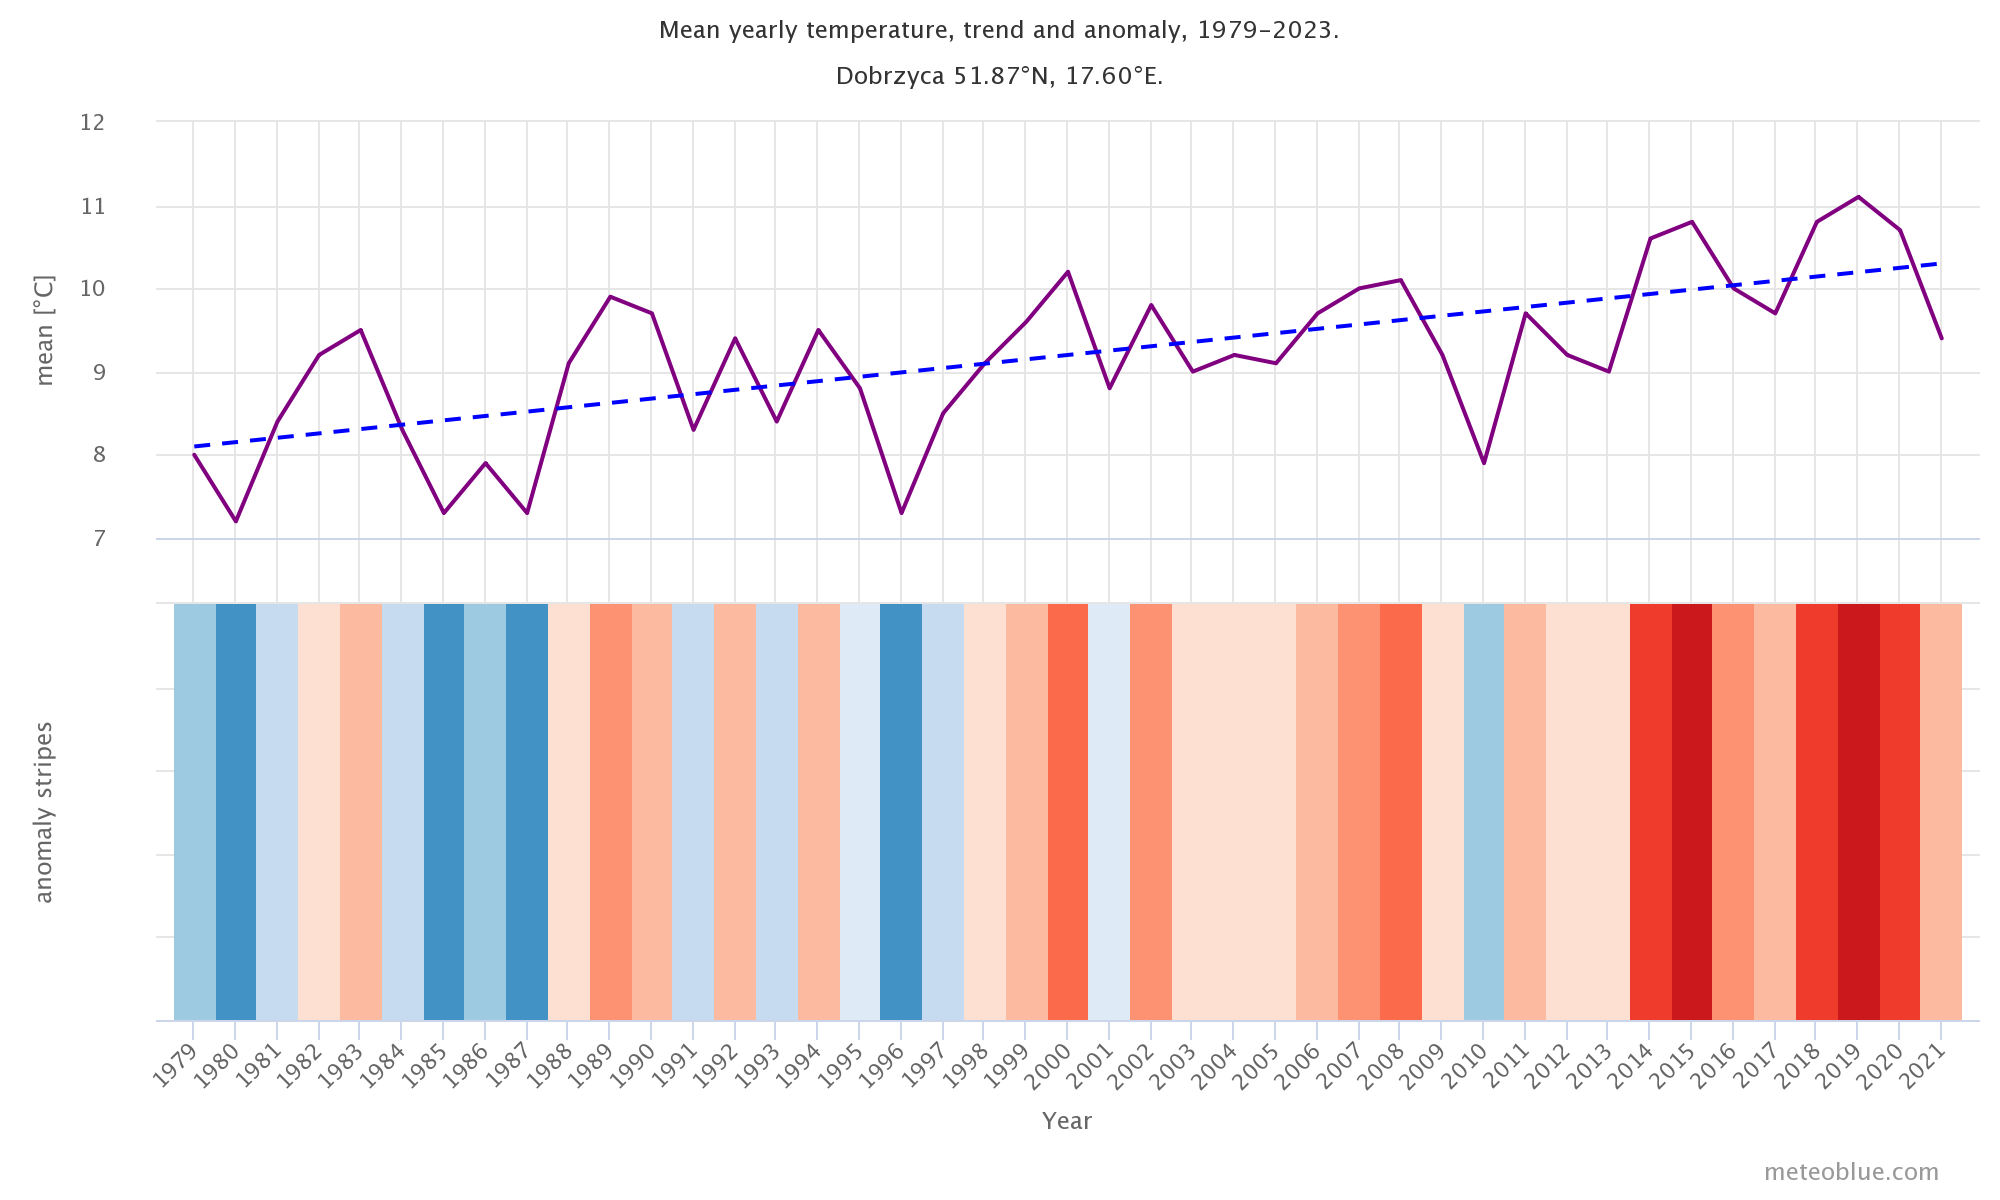 Mean yearly temperature, trend and anomaly, 1979–2023.
Dobrzyca 51.87°N, 17.60°E.
12
11
10
9
8
7
mean [°C]
anomaly stripes
1979 1980 1981 1982 1983 1984 1985 1986 1987 1988 1989 1990 1991 1992 1993 1994 1995 1996 1997 1998 1999 2000 2001 2002 2003 2004 2005 2006 2007 2008 2009 2010 2011 2012 2013 2014 2015 2016 2017 2018 2019 2020 2021
Year
meteoblue.com